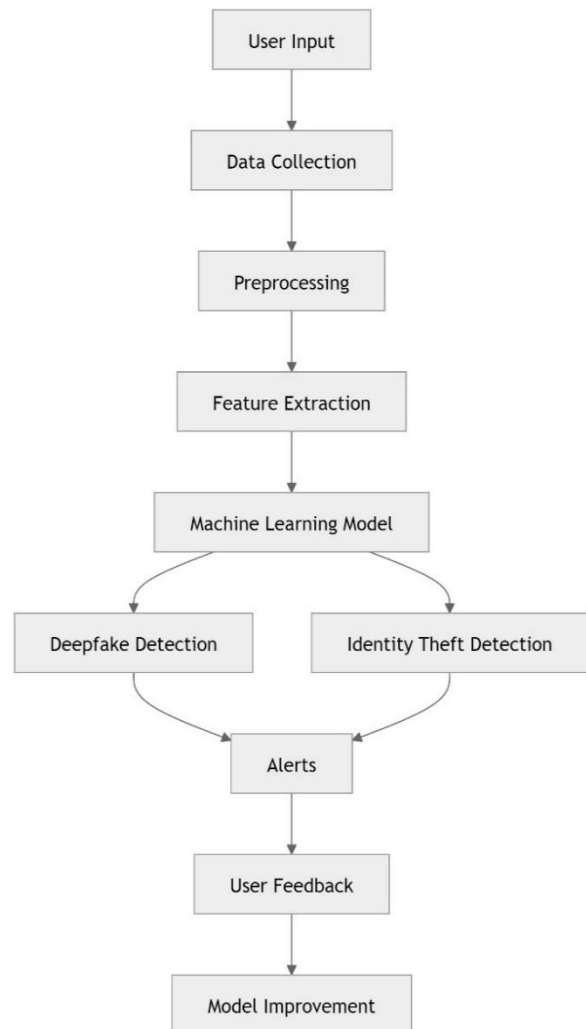 User Input
Data Collection
Preprocessing
Feature Extraction
Machine Learning Model
Deepfake Detection
Identity Theft Detection
Alerts
User Feedback
Model Improvement